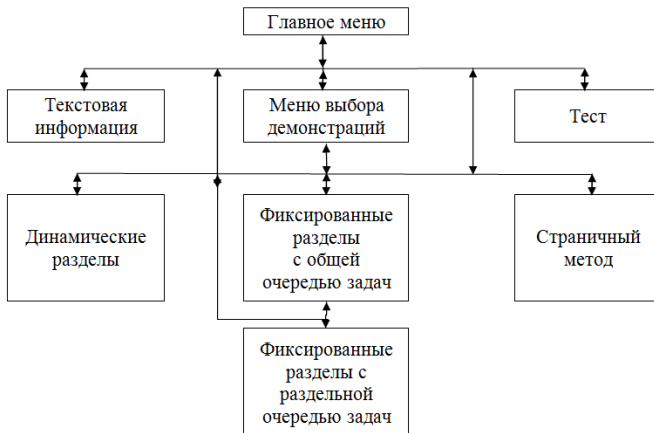 Главное меню
Текстовая
информация
Меню выбора
демонстраций
Тест
Динамические
разделы
Фиксированные
разделы
с общей
очередью задач
Страничный
метод
Фиксированные
разделы с
раздельной
очередью задач